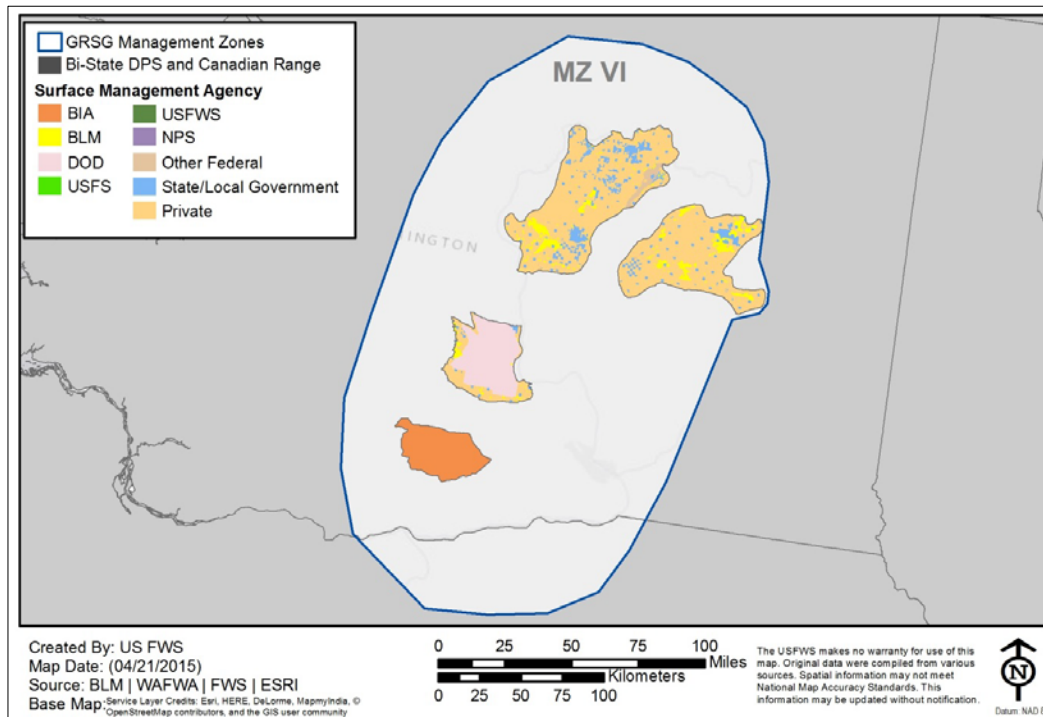 GRSG Management Zones
Bi-State DPS and Canadian Range
Surface Management Agency
BIA
BLM
DOD
USFS
USFWS
NPS
Other Federal
State/Local Government
Private
MZ VI
INGTON
Created By: US FWS
Map Date: (04/21/2015)
Source: BLM | WAFWA | FWS | ESRI
Base Map: Service Layer Credits: Esri, HERE, DeLorme, MapmyIndia, ©
OpenStreetMap contributors, and the GIS user community
0 25 50 75 100
Miles
Kilometers
0 25 50 75 100
The USFWS makes no warranty for use of this
map. Original data were compiled from various
sources. Spatial information may not meet
National Map Accuracy Standards. This
information may be updated without notification.
N
Datum: NAD 8